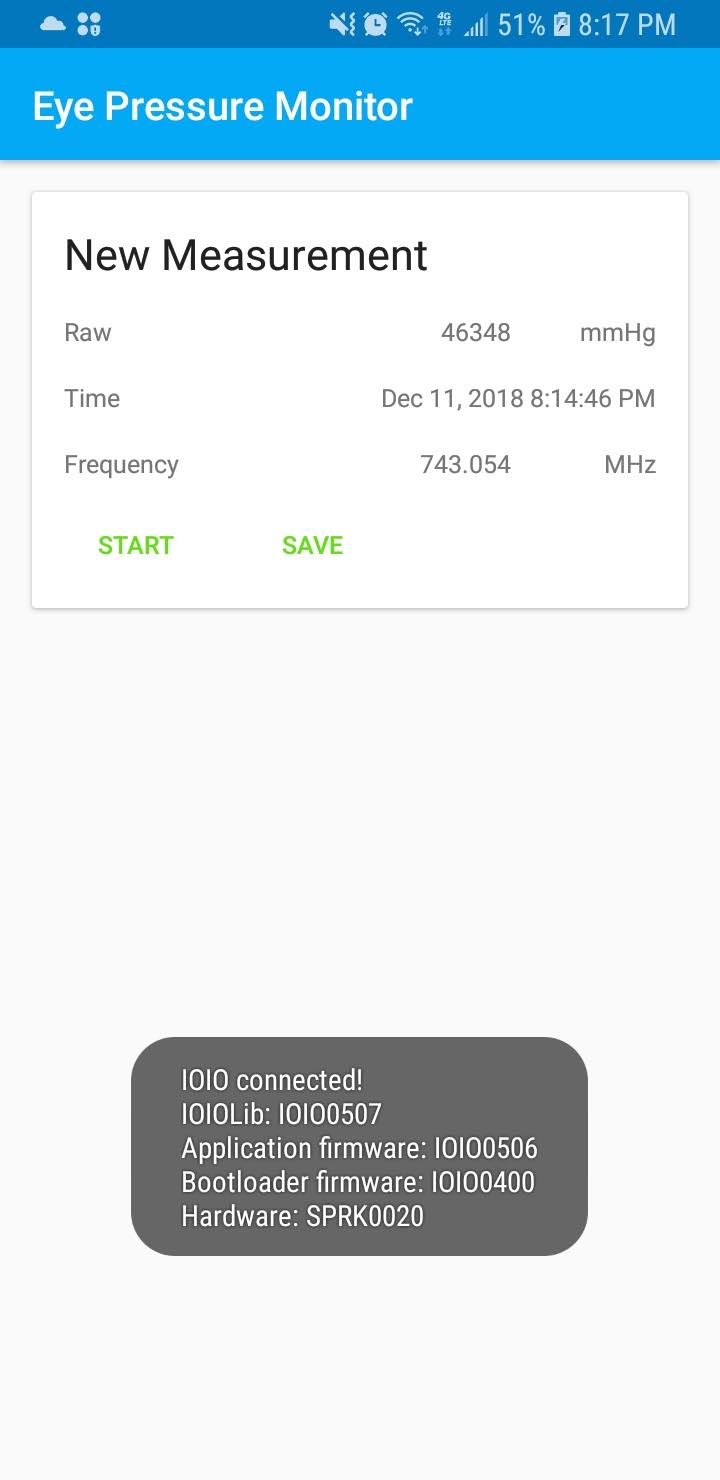 51% 8:17 PM
Eye Pressure Monitor
New Measurement
Raw 46348 mmHg
Time Dec 11, 2018 8:14:46 PM
Frequency 743.054 MHz
START SAVE
IOIO connected!
IOIOLib: IOIO0507
Application firmware: IOIO0506
Bootloader firmware: IOIO0400
Hardware: SPRK0020